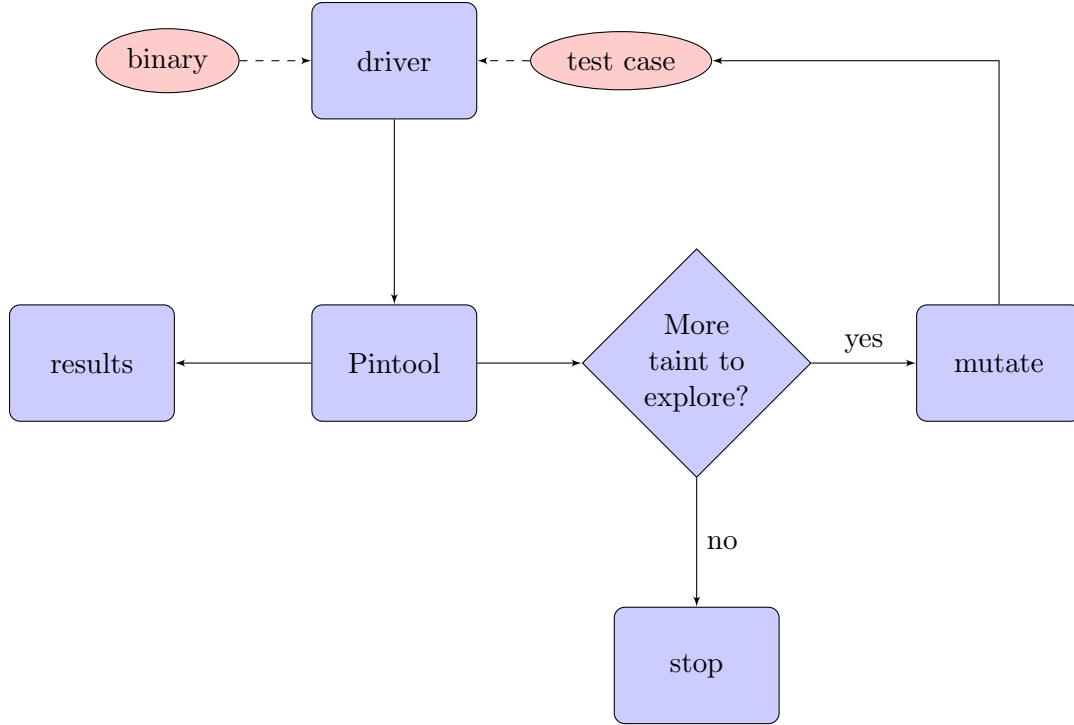 binary
driver
test case
results
Pintool
More
taint to
explore?
yes
mutate
no
stop